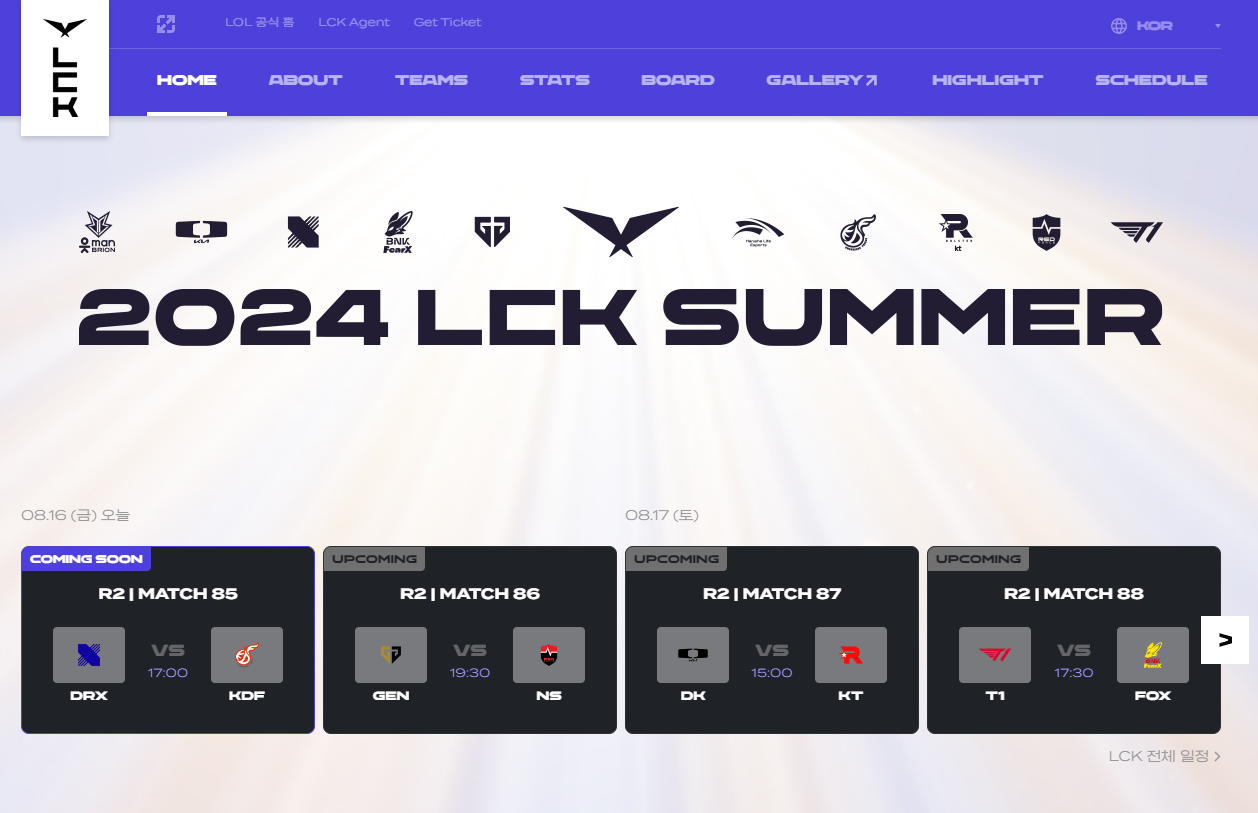 LCK
LOL 공식 홈
LCK Agent
Get Ticket
KOR
HOME
ABOUT
TEAMS
STATS
BOARD
GALLERY
HIGHLIGHT
SCHEDULE
OK man BRION
KIA
BNK FearX
Hanwha Life Esports
kt ROLSTER
RED
2024 LCK SUMMER
08.16 (금) 오늘
08.17 (토)
COMING SOON
R2 | MATCH 85
VS
17:00
DRX
KDF
UPCOMING
R2 | MATCH 86
VS
19:30
GEN
NS
UPCOMING
R2 | MATCH 87
VS
15:00
DK
KT
UPCOMING
R2 | MATCH 88
VS
17:30
T1
FOX
>
LCK 전체 일정 >